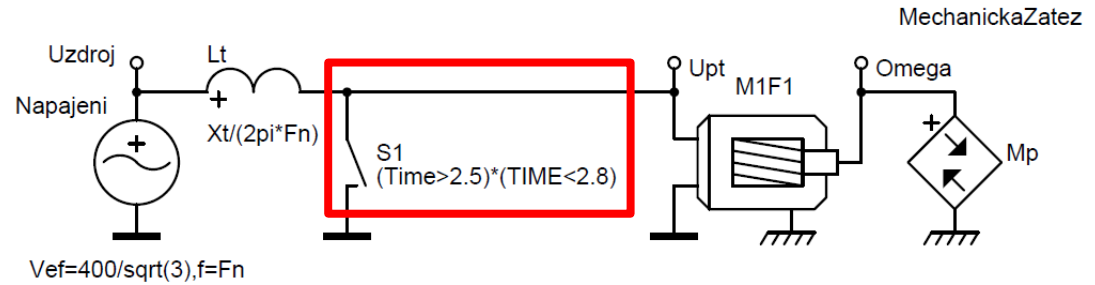 MechanickaZatez
Uzdroj
Lt
Upt
Omega
Napajeni
M1F1
Xt/(2pi*Fn)
S1
(Time>2.5)*(TIME<2.8)
Mp
Vef=400/sqrt(3),f=Fn